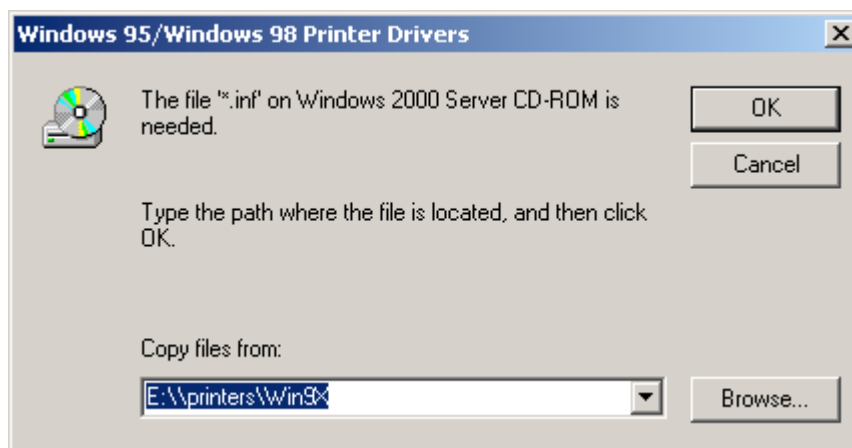 Windows 95/Windows 98 Printer Drivers
The file '*.inf' on Windows 2000 Server CD-ROM is
needed.
OK
Cancel
Type the path where the file is located, and then click
OK.
Copy files from:
E:\\printers\Win9X
Browse...